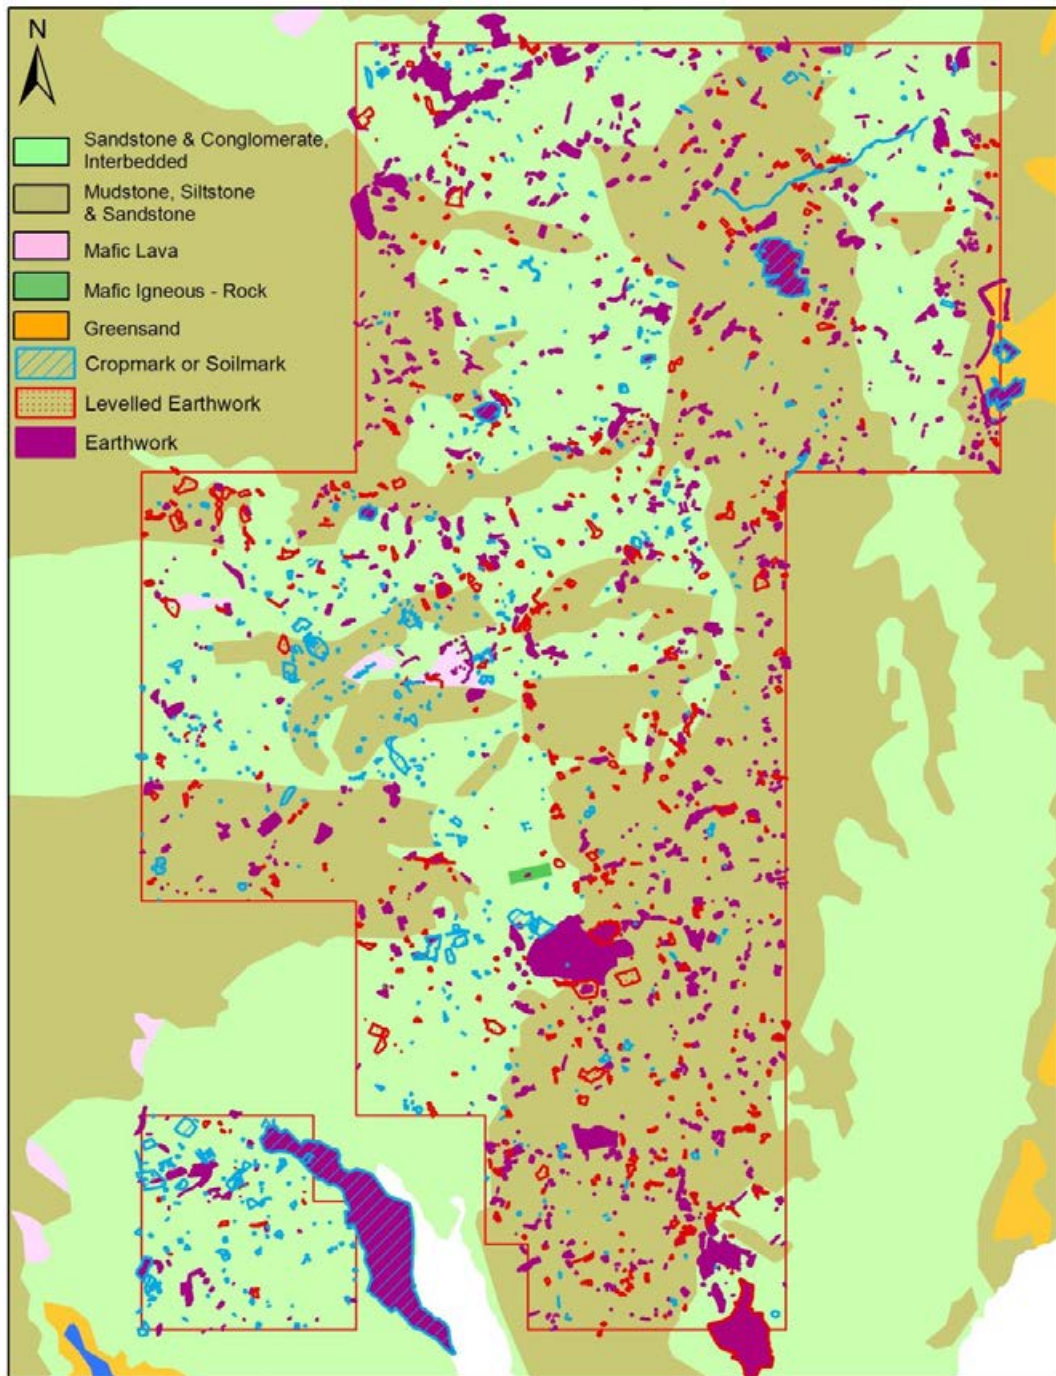 N
Sandstone & Conglomerate,
Interbedded
Mudstone, Siltstone
& Sandstone
Mafic Lava
Mafic Igneous - Rock
Greensand
Cropmark or Soilmark
Levelled Earthwork
Earthwork